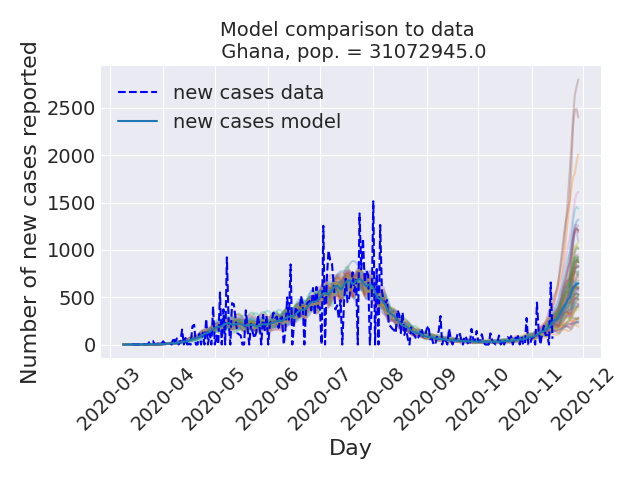 Model comparison to data
Ghana, pop. = 31072945.0
Number of new cases reported
2500
2000
1500
1000
500
0
new cases data
new cases model
2020-03
2020-04
2020-05
2020-06
2020-07
2020-08
2020-09
2020-10
2020-11
2020-12
Day